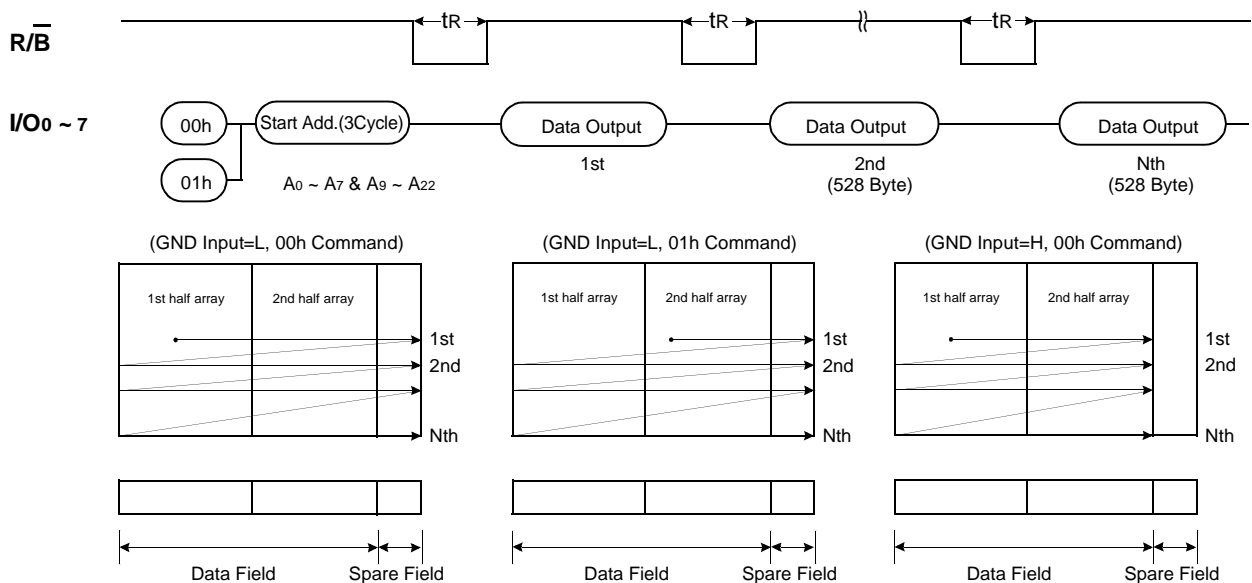 R/B tR tR tR
I/O0 ~ 7 00h Start Add.(3Cycle) Data Output Data Output Data Output
01h A0 ~ A7 & A9 ~ A22 1st 2nd Nth
(528 Byte) (528 Byte)
(GND Input=L, 00h Command) (GND Input=L, 01h Command) (GND Input=H, 00h Command)
1st half array 2nd half array 1st half array 2nd half array 1st half array 2nd half array
1st 1st 1st
2nd 2nd 2nd
Nth Nth Nth
Data Field Spare Field Data Field Spare Field Data Field Spare Field